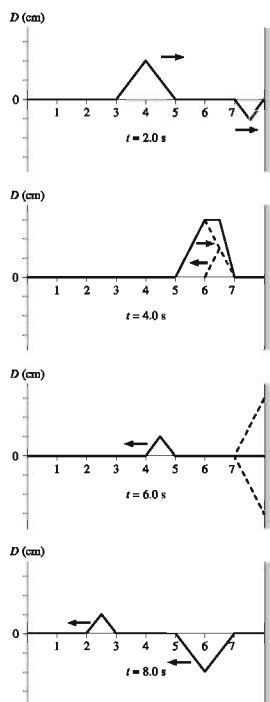 D (cm)
0
1 2 3 4 5 6 7
t = 2.0 s
D (cm)
0
1 2 3 4 5 6 7
t = 4.0 s
D (cm)
0
1 2 3 4 5 6 7
t = 6.0 s
D (cm)
0
1 2 3 4 5 6 7
t = 8.0 s